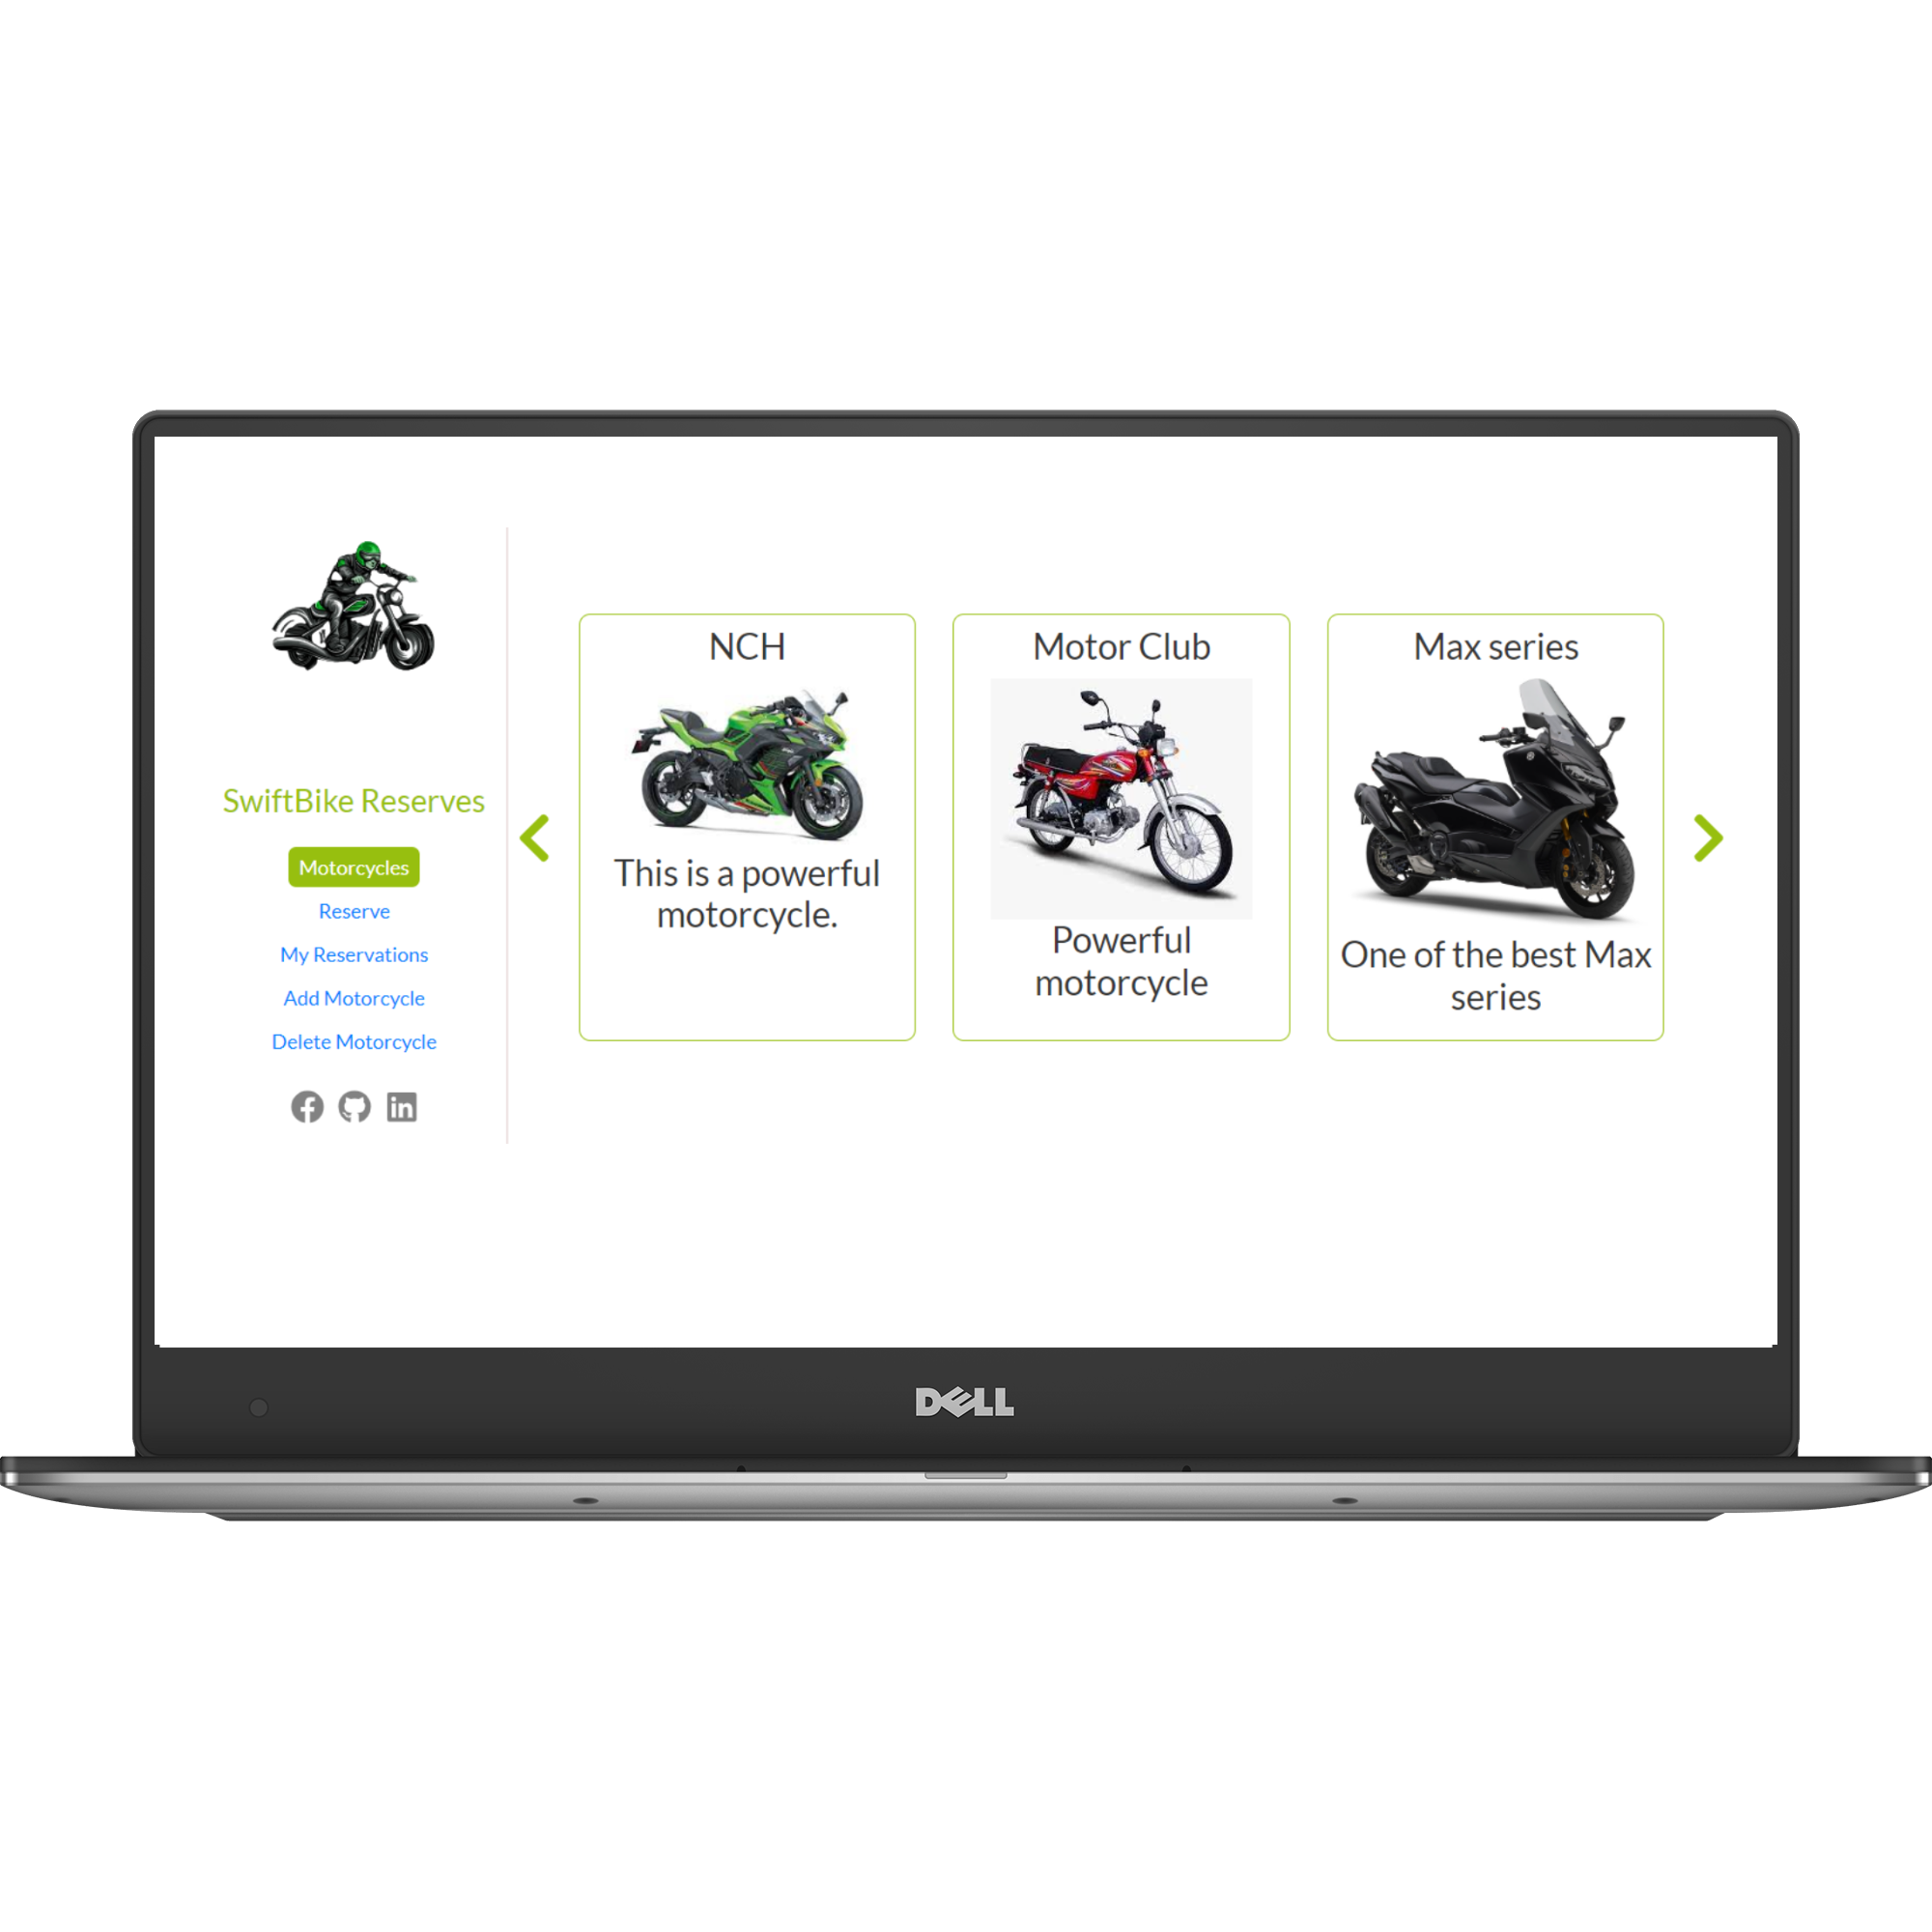 SwiftBike Reserves
Motorcycles
Reserve
My Reservations
Add Motorcycle
Delete Motorcycle
NCH
This is a powerful
motorcycle.
Motor Club
Powerful
motorcycle
Max series
One of the best Max
series
DELL